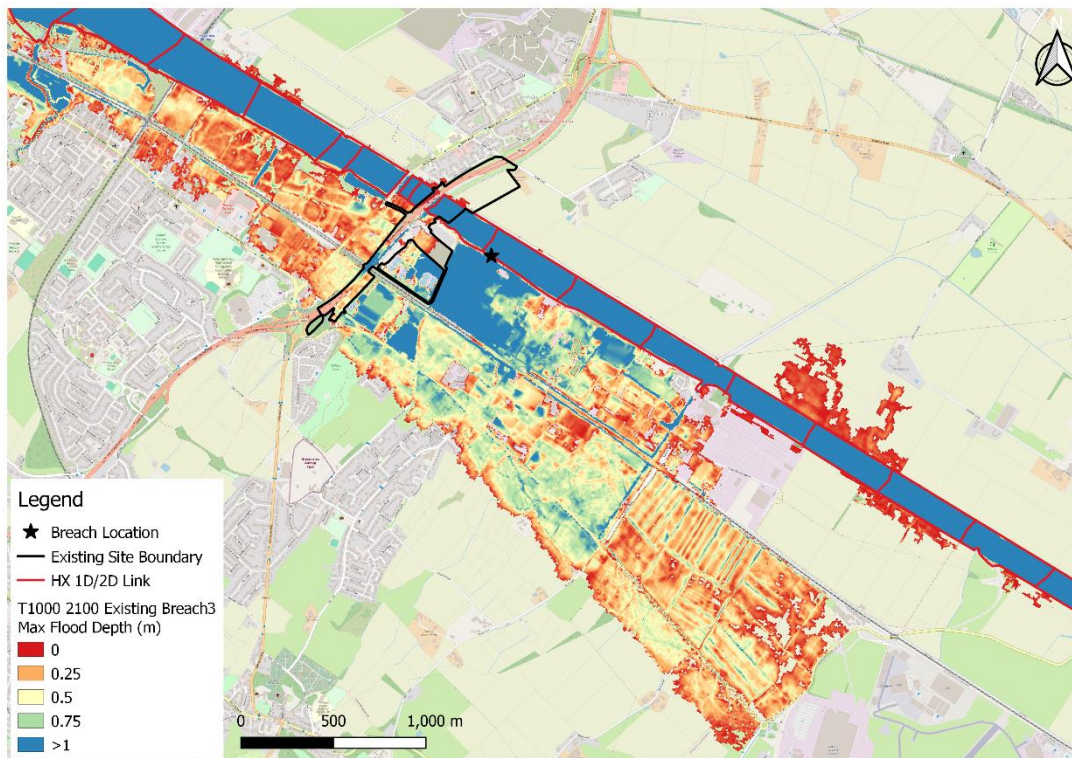 N
Legend
Breach Location
Existing Site Boundary
HX 1D/2D Link
T1000 2100 Existing Breach3
Max Flood Depth (m)
0
0.25
0.5
0.75
>1
0 500 1,000 m